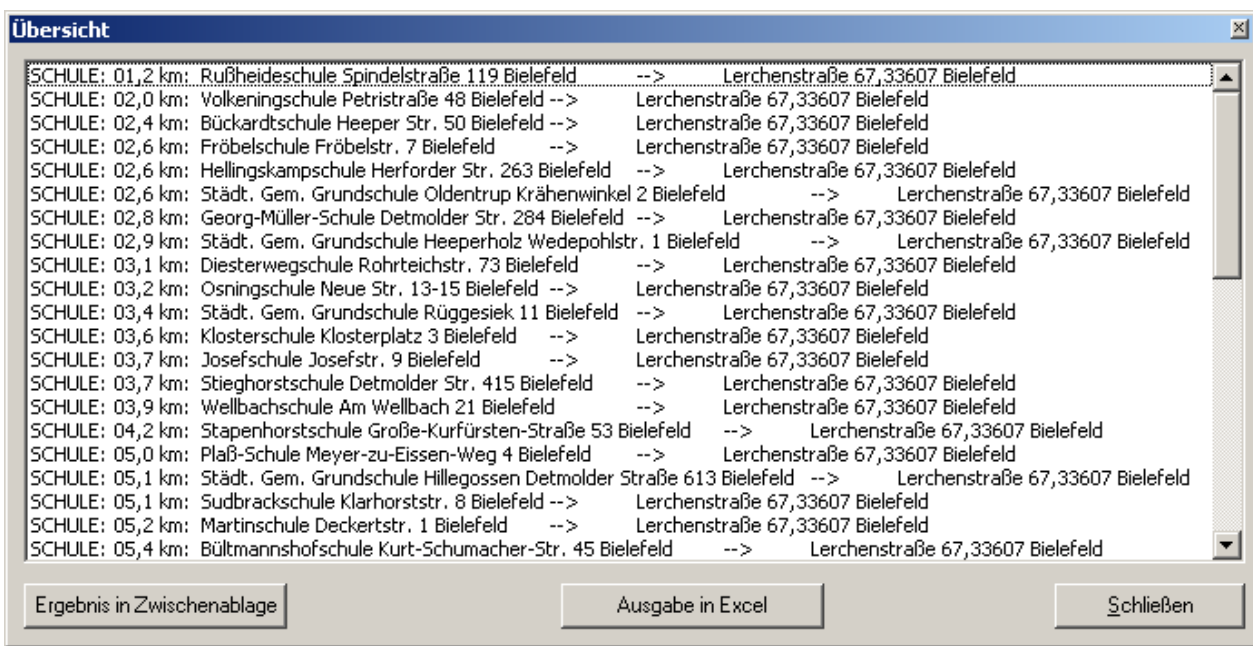 Übersicht
SCHULE: 01,2 km: Rußheideschule Spindelstraße 119 Bielefeld --> Lerchenstraße 67,33607 Bielefeld
SCHULE: 02,0 km: Volkeningschule Petristraße 48 Bielefeld --> Lerchenstraße 67,33607 Bielefeld
SCHULE: 02,4 km: Bückardtschule Heeper Str. 50 Bielefeld --> Lerchenstraße 67,33607 Bielefeld
SCHULE: 02,6 km: Fröbelschule Fröbelstr. 7 Bielefeld --> Lerchenstraße 67,33607 Bielefeld
SCHULE: 02,6 km: Hellingskampschule Herforder Str. 263 Bielefeld --> Lerchenstraße 67,33607 Bielefeld
SCHULE: 02,6 km: Städt. Gem. Grundschule Oldentrup Krähenwinkel 2 Bielefeld --> Lerchenstraße 67,33607 Bielefeld
SCHULE: 02,8 km: Georg-Müller-Schule Detmolder Str. 284 Bielefeld --> Lerchenstraße 67,33607 Bielefeld
SCHULE: 02,9 km: Städt. Gem. Grundschule Heeperholz Wedepohlstr. 1 Bielefeld --> Lerchenstraße 67,33607 Bielefeld
SCHULE: 03,1 km: Diesterwegschule Rohrteichstr. 73 Bielefeld --> Lerchenstraße 67,33607 Bielefeld
SCHULE: 03,2 km: Osningschule Neue Str. 13-15 Bielefeld --> Lerchenstraße 67,33607 Bielefeld
SCHULE: 03,4 km: Städt. Gem. Grundschule Rüggesiek 11 Bielefeld --> Lerchenstraße 67,33607 Bielefeld
SCHULE: 03,6 km: Klosterschule Klosterplatz 3 Bielefeld --> Lerchenstraße 67,33607 Bielefeld
SCHULE: 03,7 km: Josefschule Josefstr. 9 Bielefeld --> Lerchenstraße 67,33607 Bielefeld
SCHULE: 03,7 km: Stieghorstschule Detmolder Str. 415 Bielefeld --> Lerchenstraße 67,33607 Bielefeld
SCHULE: 03,9 km: Wellbachschule Am Wellbach 21 Bielefeld --> Lerchenstraße 67,33607 Bielefeld
SCHULE: 04,2 km: Stapenhorstschule Große-Kurfürsten-Straße 53 Bielefeld --> Lerchenstraße 67,33607 Bielefeld
SCHULE: 05,0 km: Plaß-Schule Meyer-zu-Eissen-Weg 4 Bielefeld --> Lerchenstraße 67,33607 Bielefeld
SCHULE: 05,1 km: Städt. Gem. Grundschule Hillegossen Detmolder Straße 613 Bielefeld --> Lerchenstraße 67,33607 Bielefeld
SCHULE: 05,1 km: Sudbrackschule Klarhorststr. 8 Bielefeld --> Lerchenstraße 67,33607 Bielefeld
SCHULE: 05,2 km: Martinschule Deckertstr. 1 Bielefeld --> Lerchenstraße 67,33607 Bielefeld
SCHULE: 05,4 km: Bültmannshofschule Kurt-Schumacher-Str. 45 Bielefeld --> Lerchenstraße 67,33607 Bielefeld
Ergebnis in Zwischenablage Ausgabe in Excel Schließen